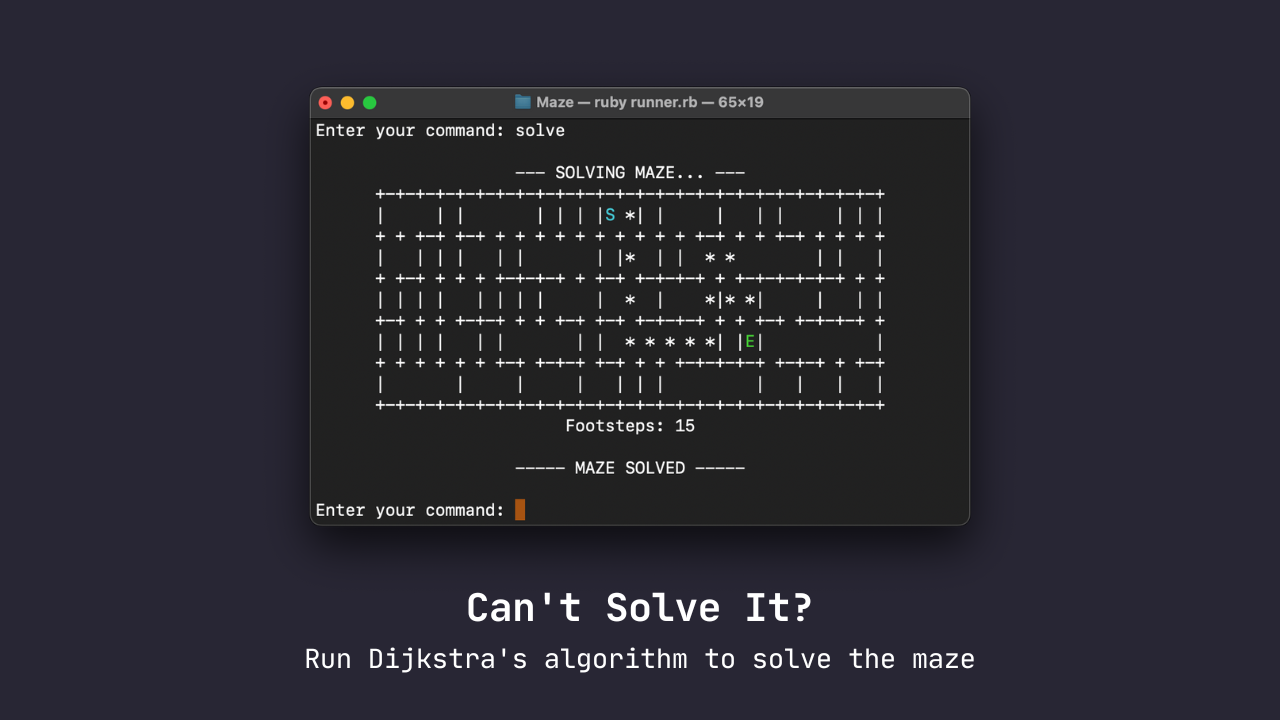 Maze — ruby runner.rb — 65×19
Enter your command: solve
--- SOLVING MAZE... ---
+-+-+-+-+-+-+-+-+-+-+-+-+-+-+-+-+-+-+-+-+-+-+-+-+-+
|     | |       | | | |S *| |     |   | |     | | |
+ + +-+ +-+ + + + + + + + + + + +-+ + + +-+ + + + +
|   | | |   | |       | |*  | |  * *        | |   |
+ +-+ + + +-+-+-+ + +-+ +-+-+-+ + +-+-+-+-+-+ + +
| | | |   | | | |     |  *  |    *|* *|     |   | |
+-+ + +-+-+ + + +-+ +-+ +-+-+-+ + + +-+ +-+-+-+ +
| | | |   | |       | |  * * * * *| |E|           |
+ + + + + + +-+ +-+-+ +-+ + + +-+-+-+-+ +-+-+ + +-+
|       |     |     |   | | |         |   |   |   |
+-+-+-+-+-+-+-+-+-+-+-+-+-+-+-+-+-+-+-+-+-+-+-+-+-+
Footsteps: 15
----- MAZE SOLVED -----
Enter your command:
Can't Solve It?
Run Dijkstra's algorithm to solve the maze